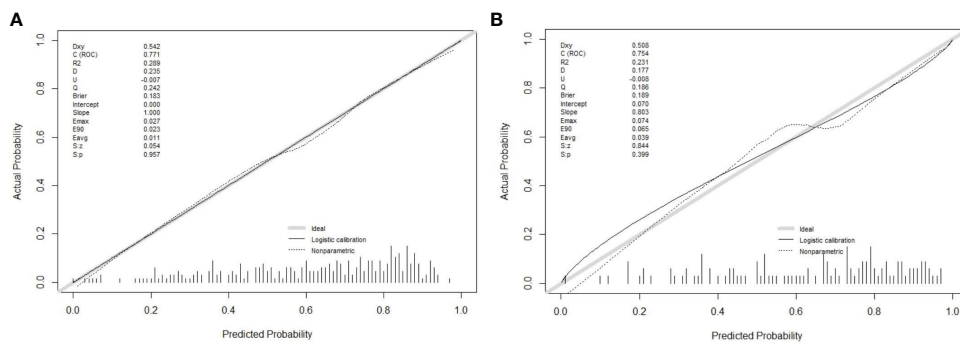 A
Dxy 0.542
C (ROC) 0.771
R2 0.289
D 0.235
U -0.007
Q 0.242
Brier 0.183
Intercept 0.000
Slope 1.000
Emax 0.027
E90 0.023
Eavg 0.011
S:z 0.054
S:p 0.957
Ideal
Logistic calibration
Nonparametric
Actual Probability
0.0 0.2 0.4 0.6 0.8 1.0
0.0 0.2 0.4 0.6 0.8 1.0
Predicted Probability
B
Dxy 0.508
C (ROC) 0.754
R2 0.231
D 0.177
U -0.008
Q 0.186
Brier 0.189
Intercept 0.070
Slope 0.803
Emax 0.074
E90 0.065
Eavg 0.039
S:z 0.844
S:p 0.399
Ideal
Logistic calibration
Nonparametric
Actual Probability
0.0 0.2 0.4 0.6 0.8 1.0
0.0 0.2 0.4 0.6 0.8 1.0
Predicted Probability